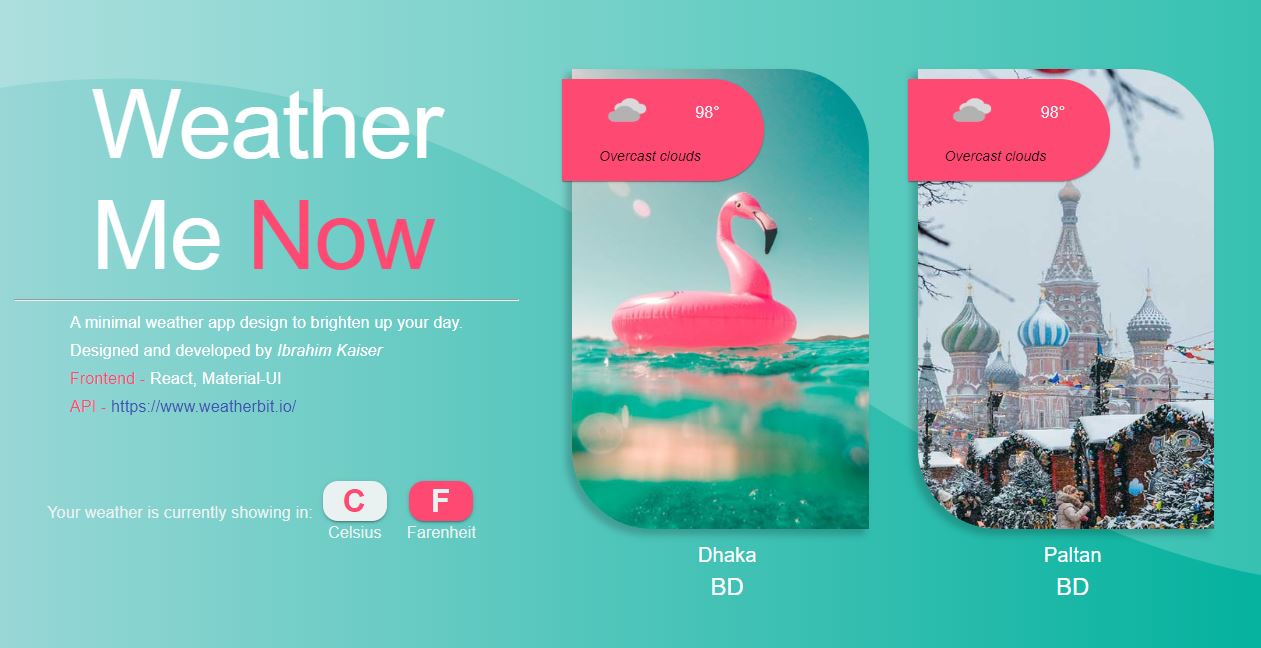 Weather
Me Now
A minimal weather app design to brighten up your day.
Designed and developed by Ibrahim Kaiser
Frontend - React, Material-UI
API - https://www.weatherbit.io/
Your weather is currently showing in:
C
F
Celsius
Farenheit
98°
Overcast clouds
Dhaka
BD
98°
Overcast clouds
Paltan
BD